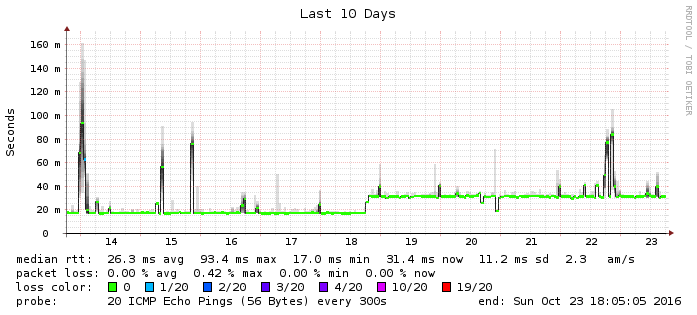 Last 10 Days
RRDTOOL / TOBI OETIKER
Seconds
160 m
140 m
120 m
100 m
80 m
60 m
40 m
20 m
0
14 15 16 17 18 19 20 21 22 23
median rtt: 26.3 ms avg 93.4 ms max 17.0 ms min 31.4 ms now 11.2 ms sd 2.3 am/s
packet loss: 0.00 % avg 0.42 % max 0.00 % min 0.00 % now
loss color: 0 1/20 2/20 3/20 4/20 10/20 19/20
probe: 20 ICMP Echo Pings (56 Bytes) every 300s end: Sun Oct 23 18:05:05 2016